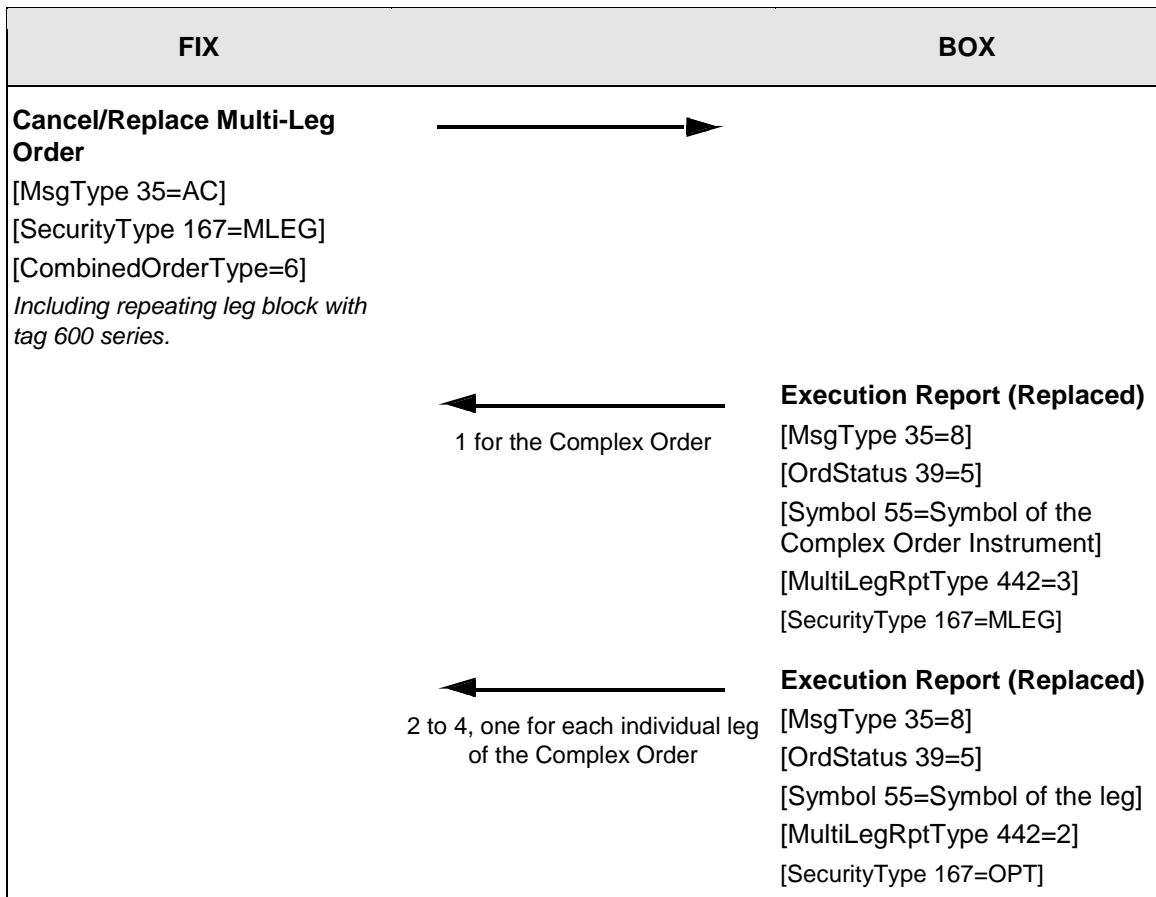 FIX
BOX
Cancel/Replace Multi-Leg
Order
[MsgType 35=AC]
[SecurityType 167=MLEG]
[CombinedOrderType=6]
Including repeating leg block with
tag 600 series.
1 for the Complex Order
Execution Report (Replaced)
[MsgType 35=8]
[OrdStatus 39=5]
[Symbol 55=Symbol of the
Complex Order Instrument]
[MultiLegRptType 442=3]
[SecurityType 167=MLEG]
2 to 4, one for each individual leg
of the Complex Order
Execution Report (Replaced)
[MsgType 35=8]
[OrdStatus 39=5]
[Symbol 55=Symbol of the leg]
[MultiLegRptType 442=2]
[SecurityType 167=OPT]